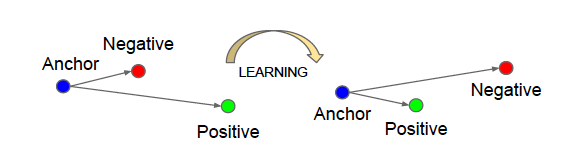 Negative
Anchor
Positive
LEARNING
Anchor
Positive
Negative